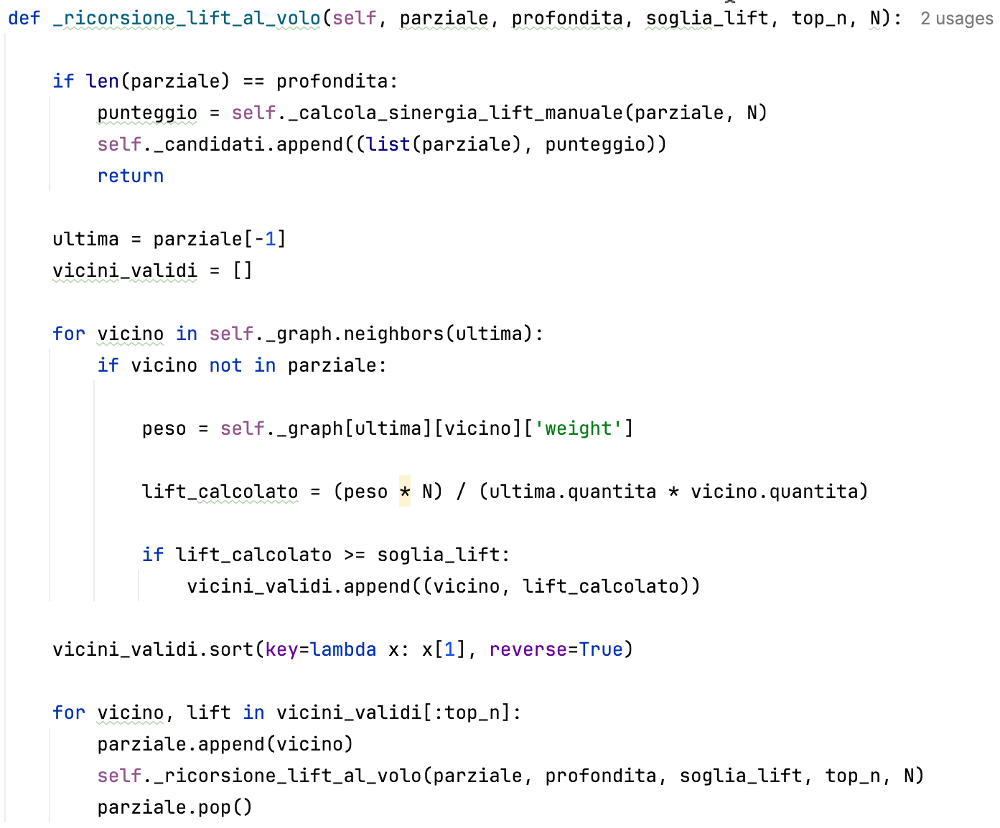 def _ricorsione_lift_al_volo(self, parziale, profondita, soglia_lift, top_n, N): 2 usages
if len(parziale) == profondita:
punteggio = self._calcola_sinergia_lift_manuale(parziale, N)
self._candidati.append((list(parziale), punteggio))
return
ultima = parziale[-1]
vicini_validi = []
for vicino in self._graph.neighbors(ultima):
if vicino not in parziale:
peso = self._graph[ultima][vicino]['weight']
lift_calcolato = (peso * N) / (ultima.quantita * vicino.quantita)
if lift_calcolato >= soglia_lift:
vicini_validi.append((vicino, lift_calcolato))
vicini_validi.sort(key=lambda x: x[1], reverse=True)
for vicino, lift in vicini_validi[:top_n]:
parziale.append(vicino)
self._ricorsione_lift_al_volo(parziale, profondita, soglia_lift, top_n, N)
parziale.pop()